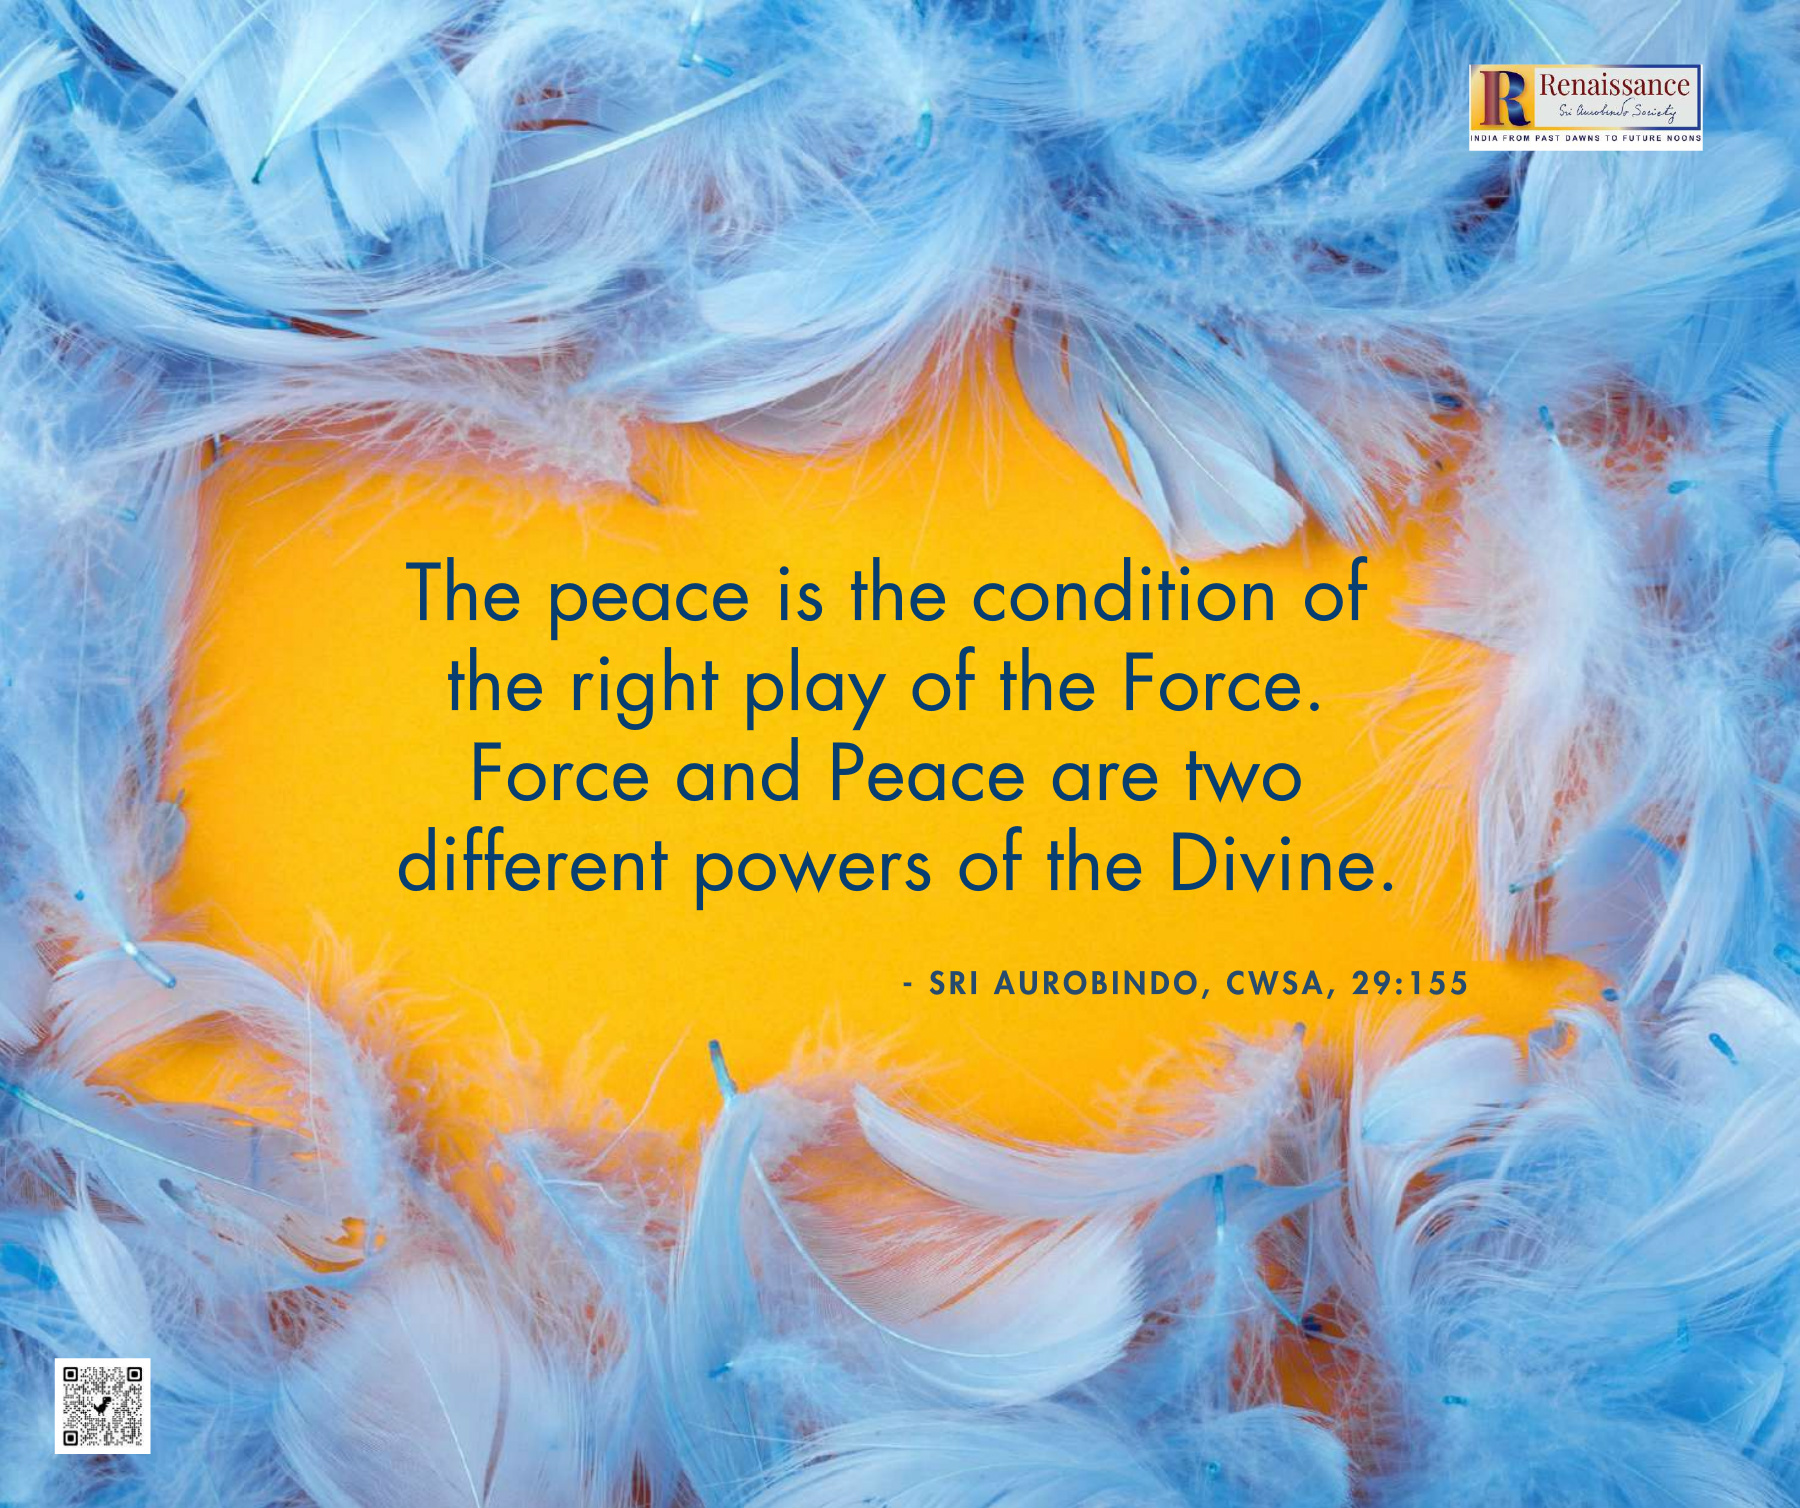 Renaissance
Sri Aurobindo Society
INDIA FROM PAST DAWNS TO FUTURE NOONS
The peace is the condition of
the right play of the Force.
Force and Peace are two
different powers of the Divine.
- SRI AUROBINDO, CWSA, 29:155